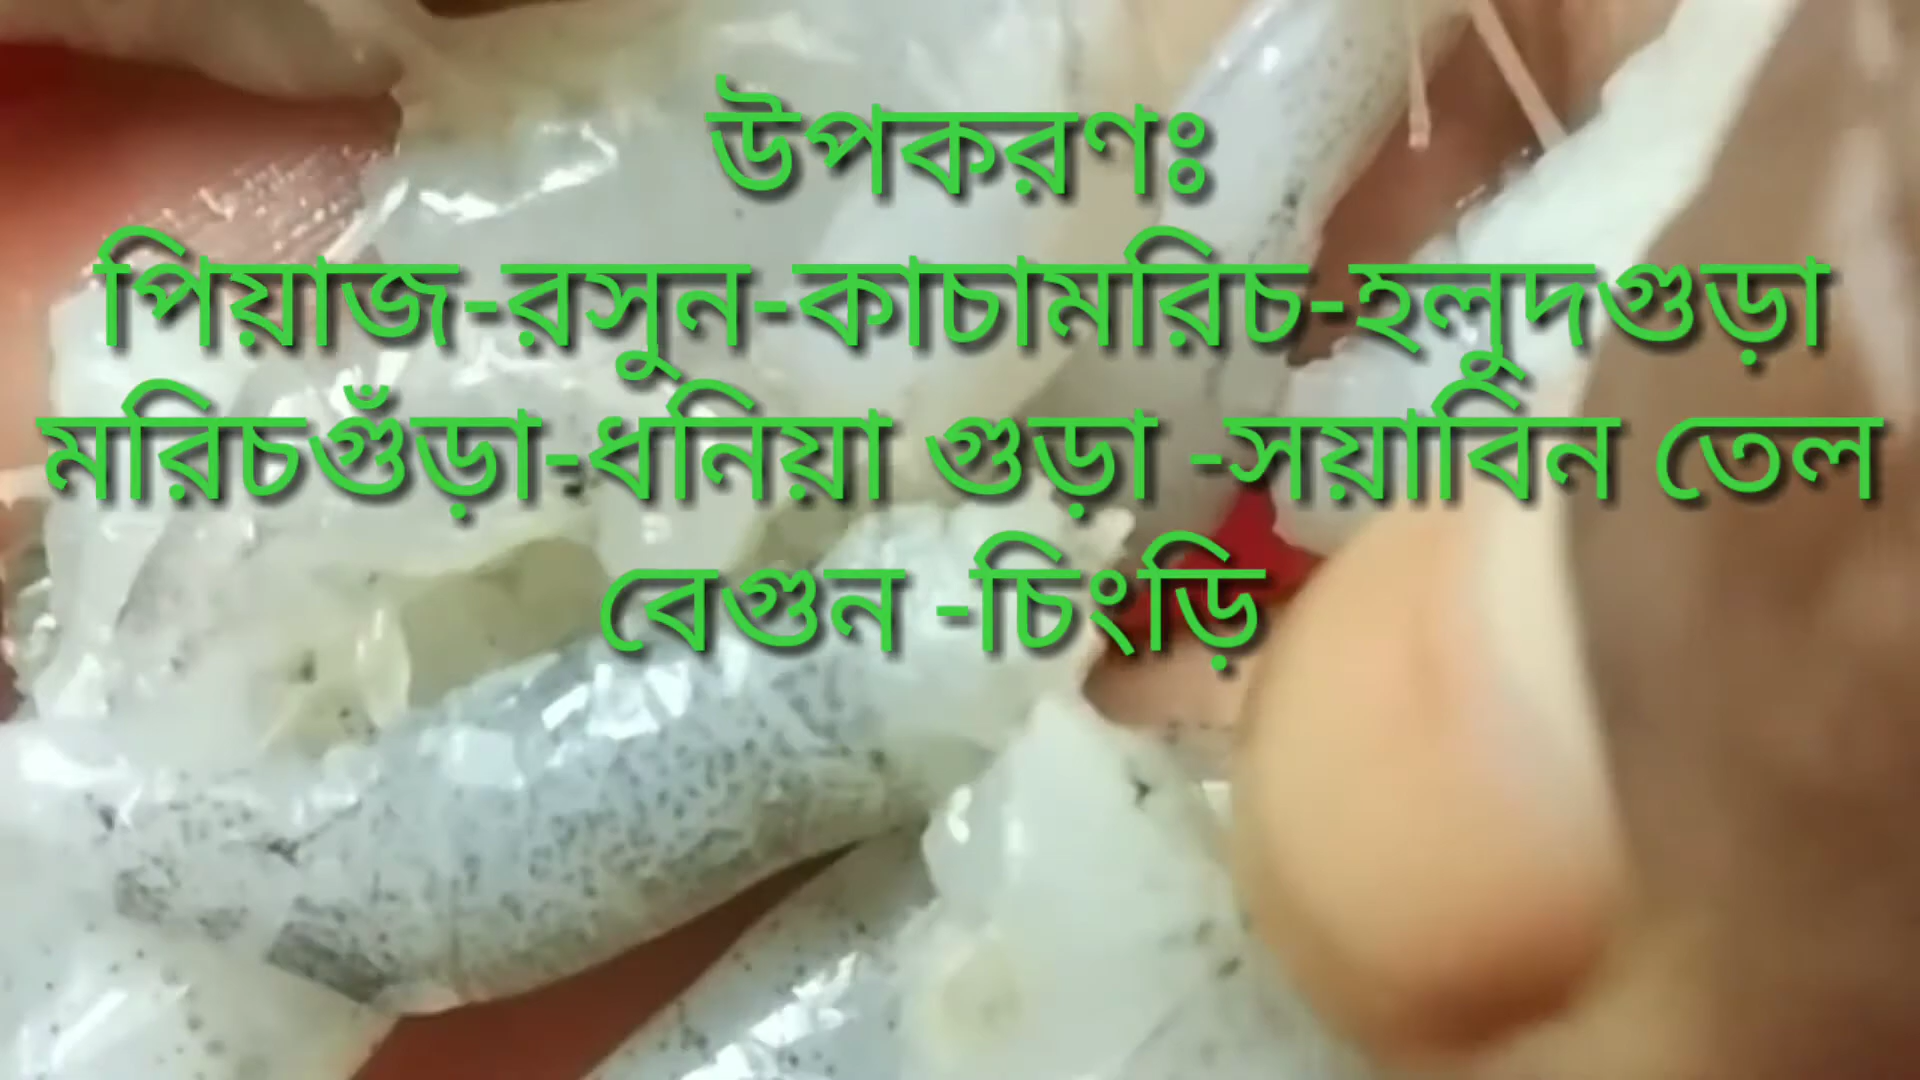 উপকরণঃ
পিয়াজ-রসুন-কাচামরিচ-হলুদগুড়া
মরিচগুঁড়া-ধনিয়া গুড়া -সয়াবিন তেল
বেগুন -চিংড়ি